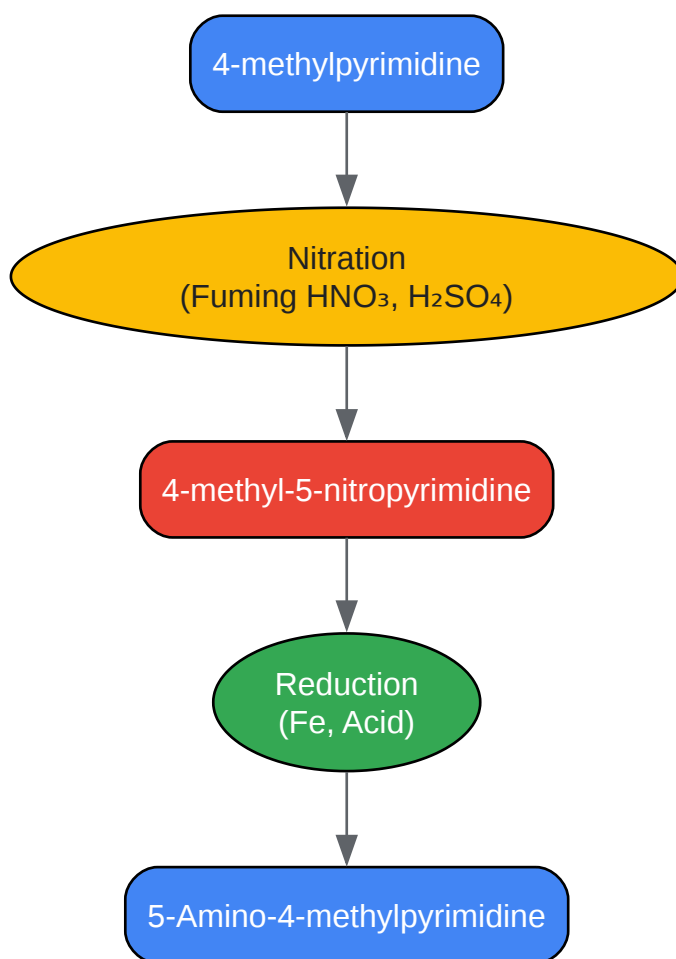 4-methylpyrimidine
Nitration
(Fuming HNO₃, H₂SO₄)
4-methyl-5-nitropyrimidine
Reduction
(Fe, Acid)
5-Amino-4-methylpyrimidine